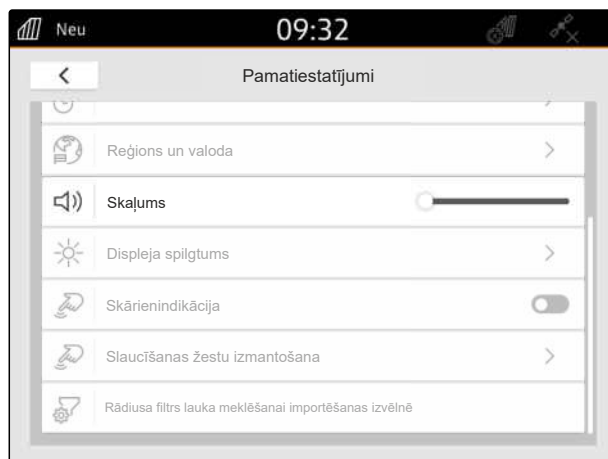 Neu
09:32
Pamatiestatījumi
Reģions un valoda
Skaļums
Displeja spilgtums
Skārienindikācija
Slaucīšanas žestu izmantošana
Rādiusa filtrs lauka meklēšanai importēšanas izvēlnē